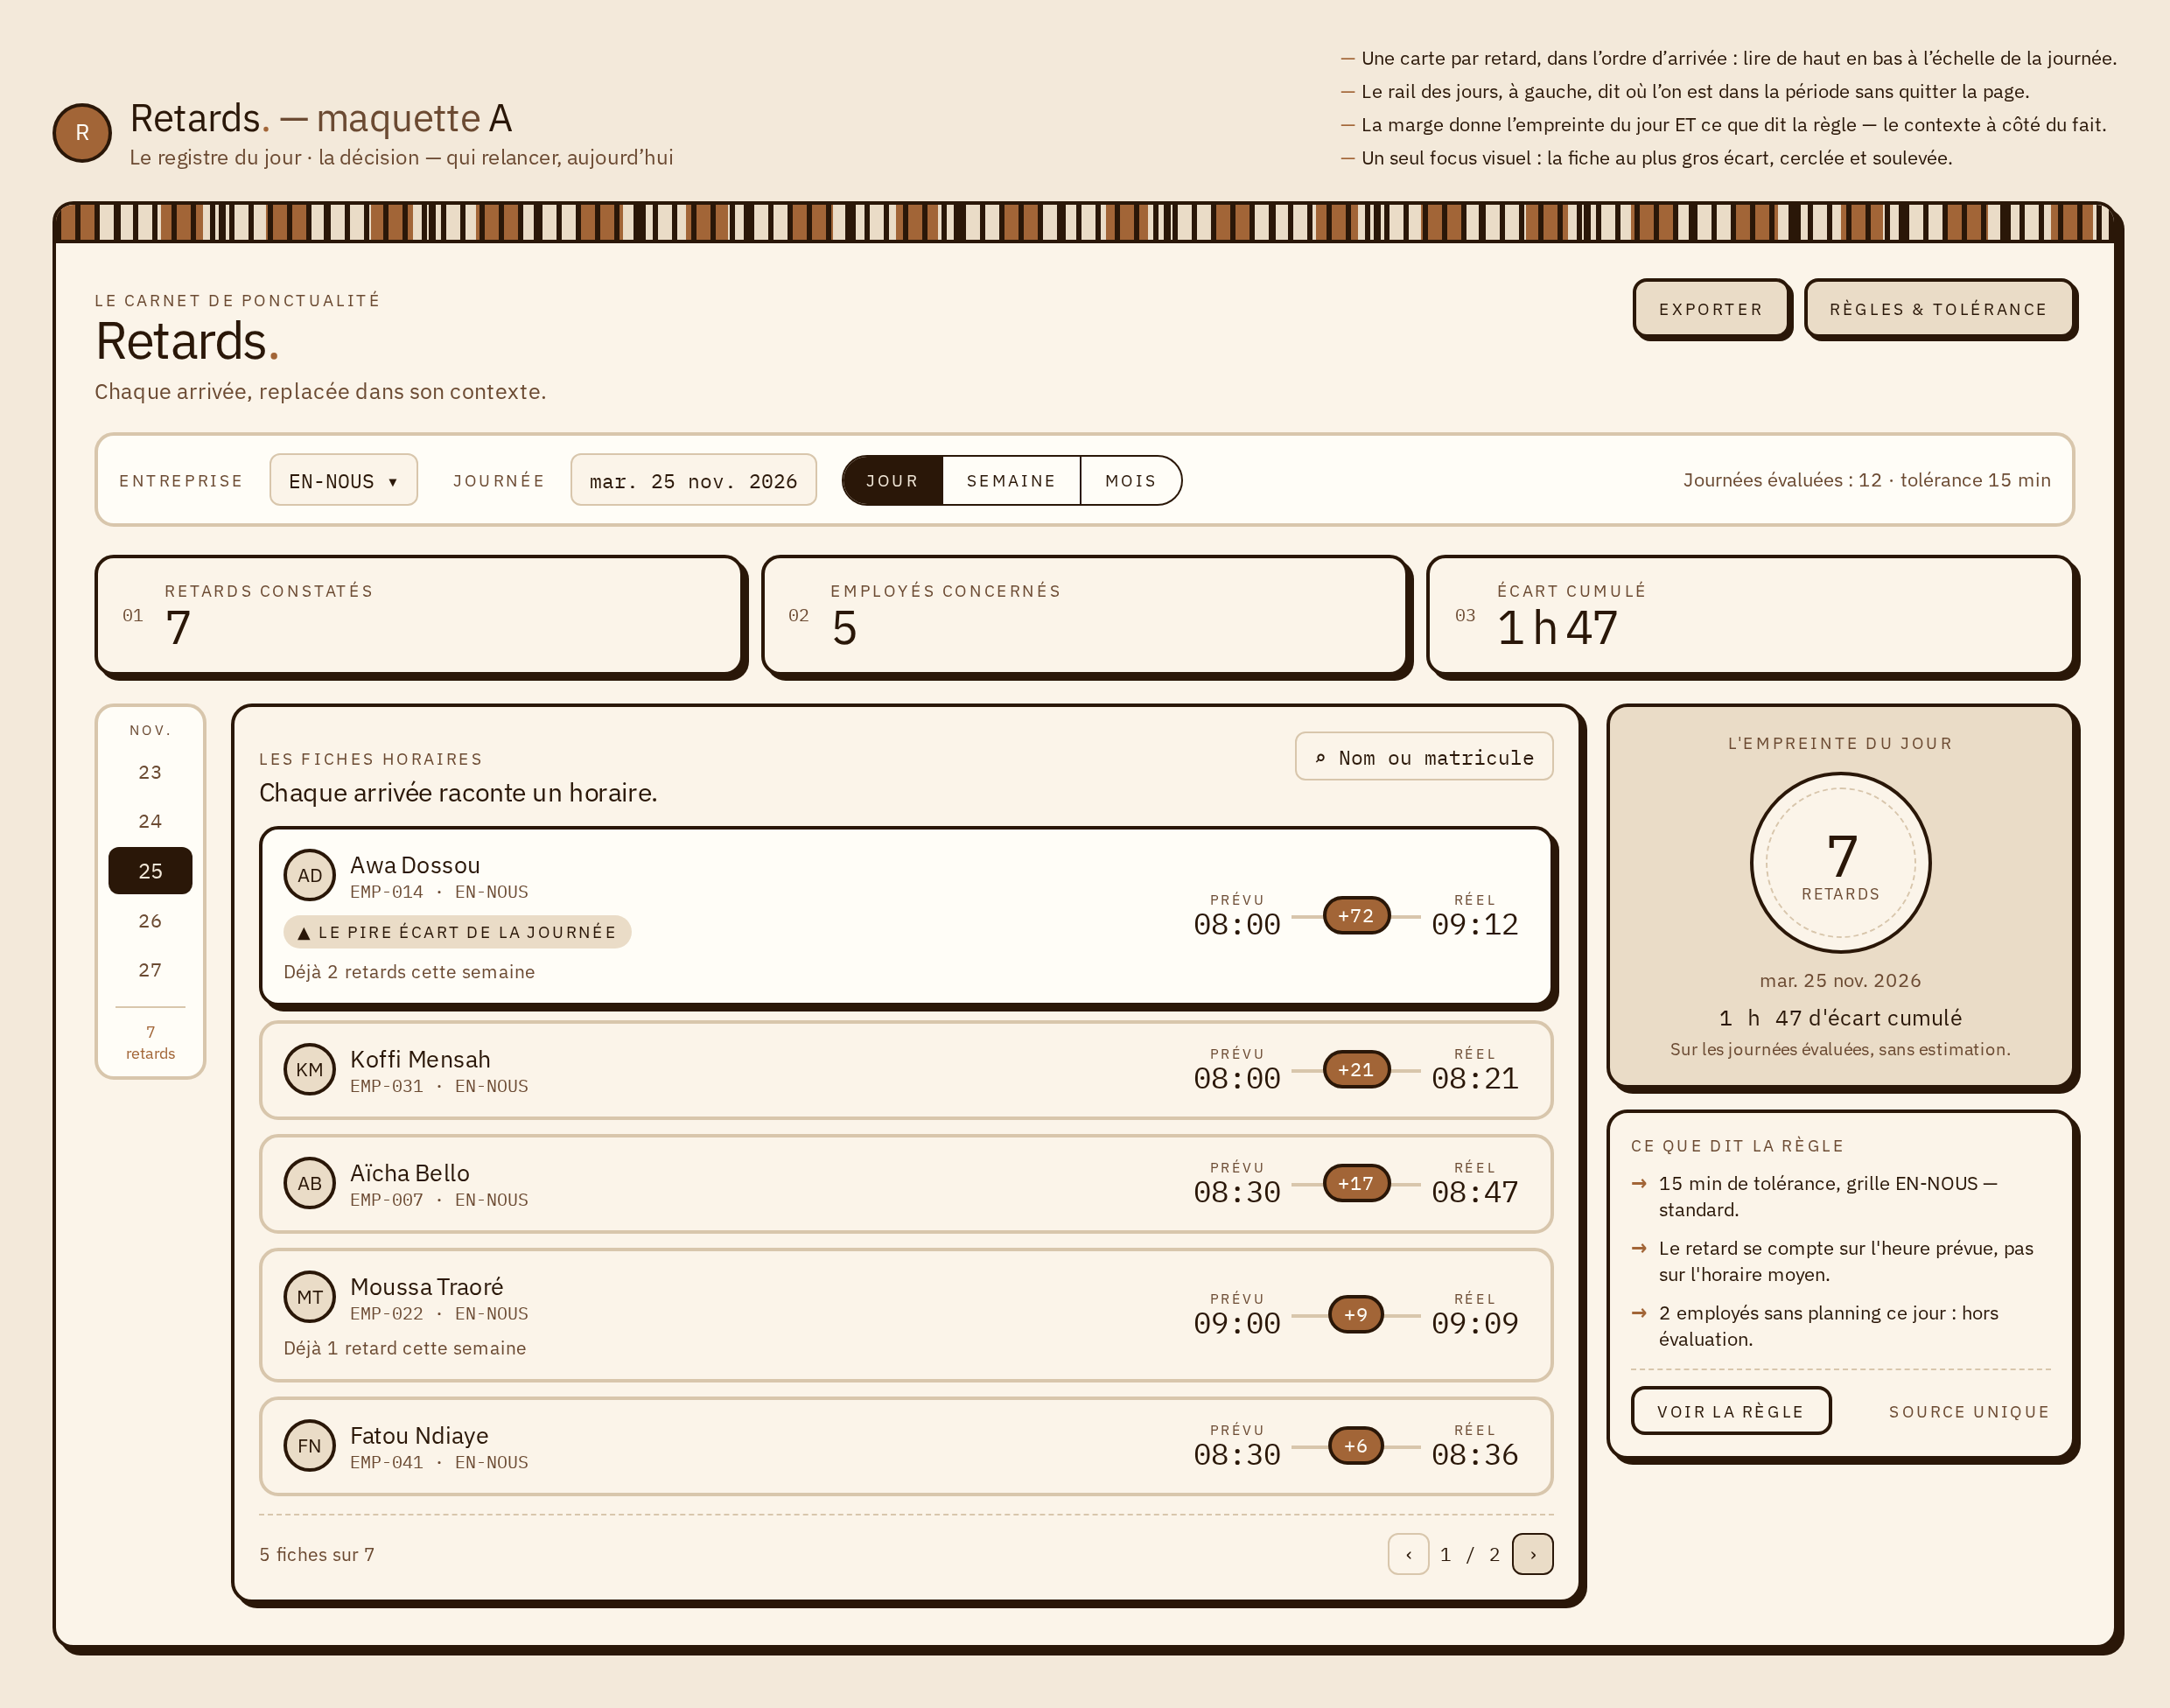 R
Retards. — maquette A
Le registre du jour · la décision — qui relancer, aujourd’hui
— Une carte par retard, dans l’ordre d’arrivée : lire de haut en bas à l’échelle de la journée.
— Le rail des jours, à gauche, dit où l’on est dans la période sans quitter la page.
— La marge donne l’empreinte du jour ET ce que dit la règle — le contexte à côté du fait.
— Un seul focus visuel : la fiche au plus gros écart, cerclée et soulevée.
LE CARNET DE PONCTUALITÉ
Retards.
Chaque arrivée, replacée dans son contexte.
EXPORTER
RÈGLES & TOLÉRANCE
ENTREPRISE EN-NOUS ▾ JOURNÉE mar. 25 nov. 2026 JOUR SEMAINE MOIS Journées évaluées : 12 · tolérance 15 min
01 RETARDS CONSTATÉS
7
02 EMPLOYÉS CONCERNÉS
5
03 ÉCART CUMULÉ
1 h 47
NOV.
23
24
25
26
27
7
retards
LES FICHES HORAIRES
Chaque arrivée raconte un horaire.
⌕ Nom ou matricule
AD Awa Dossou
EMP-014 · EN-NOUS
▲ LE PIRE ÉCART DE LA JOURNÉE
Déjà 2 retards cette semaine
PRÉVU RÉEL
08:00 +72 09:12
KM Koffi Mensah
EMP-031 · EN-NOUS
PRÉVU RÉEL
08:00 +21 08:21
AB Aïcha Bello
EMP-007 · EN-NOUS
PRÉVU RÉEL
08:30 +17 08:47
MT Moussa Traoré
EMP-022 · EN-NOUS
Déjà 1 retard cette semaine
PRÉVU RÉEL
09:00 +9 09:09
FN Fatou Ndiaye
EMP-041 · EN-NOUS
PRÉVU RÉEL
08:30 +6 08:36
5 fiches sur 7
‹ 1 / 2 ›
L'EMPREINTE DU JOUR
7
RETARDS
mar. 25 nov. 2026
1 h 47 d'écart cumulé
Sur les journées évaluées, sans estimation.
CE QUE DIT LA RÈGLE
→ 15 min de tolérance, grille EN-NOUS —
standard.
→ Le retard se compte sur l'heure prévue, pas
sur l'horaire moyen.
→ 2 employés sans planning ce jour : hors
évaluation.
VOIR LA RÈGLE
SOURCE UNIQUE